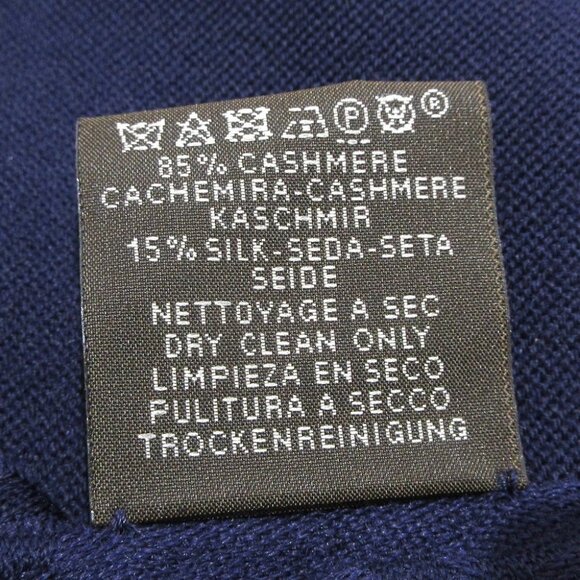 P W ®
85% CASHMERE
CACHEMIRA-CASHMERE
KASCHMIR
15% SILK-SEDA-SETA
SEIDE
NETTOYAGE A SEC
DRY CLEAN ONLY
LIMPIEZA EN SECO
PULITURA A SECCO
TROCKENREINIGUNG